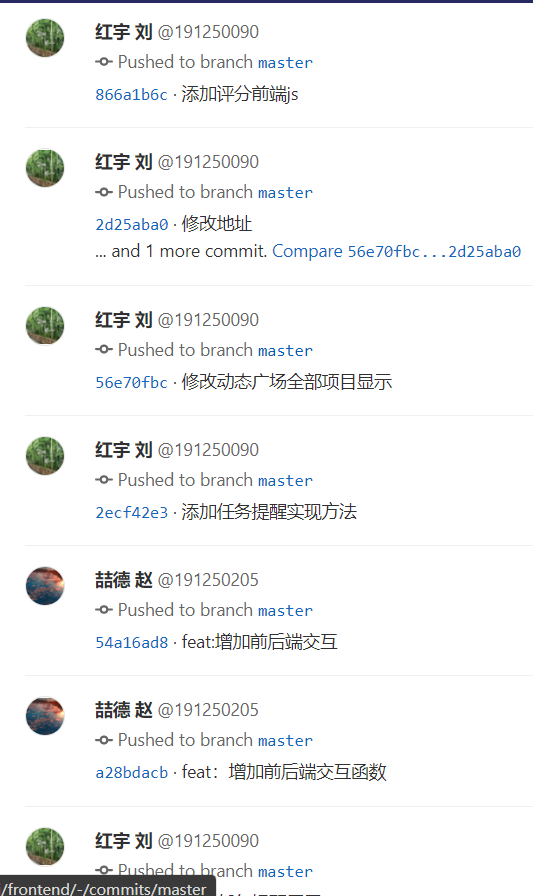 红宇 刘 @191250090
Pushed to branch master
866a1b6c · 添加评分前端js
红宇 刘 @191250090
Pushed to branch master
2d25aba0 · 修改地址
... and 1 more commit. Compare 56e70fbc...2d25aba0
红宇 刘 @191250090
Pushed to branch master
56e70fbc · 修改动态广场全部项目显示
红宇 刘 @191250090
Pushed to branch master
2ecf42e3 · 添加任务提醒实现方法
喆德 赵 @191250205
Pushed to branch master
54a16ad8 · feat:增加前后端交互
喆德 赵 @191250205
Pushed to branch master
a28bdacb · feat：增加前后端交互函数
红宇 刘 @191250090
Pushed to branch master
/frontend/-/commits/master